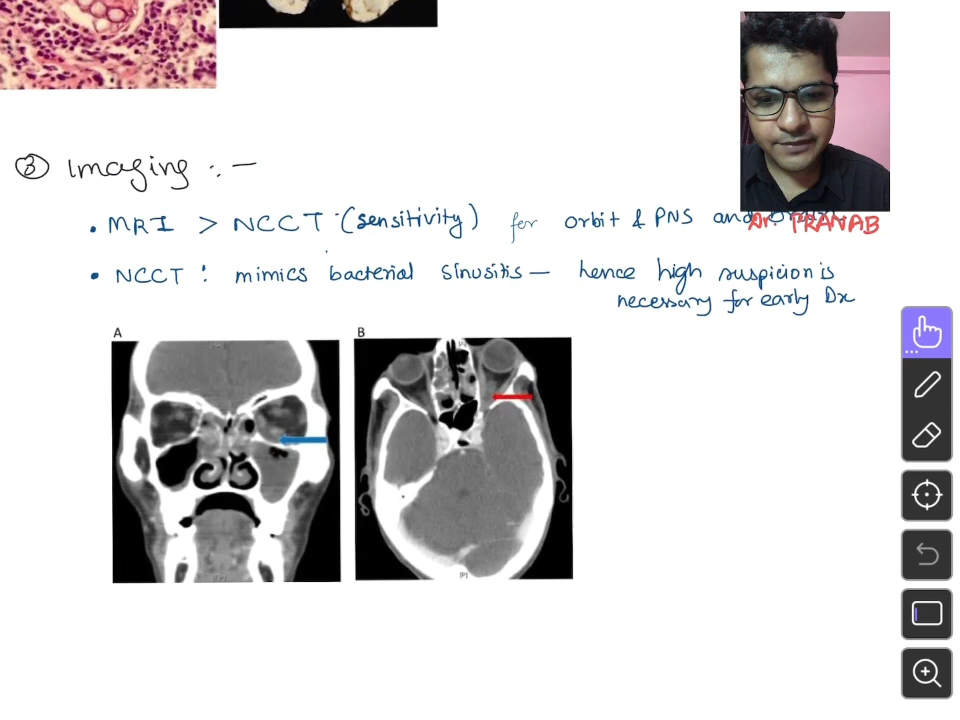 ③ Imaging :-
• MRI > NCCT (sensitivity) for orbit & PNS and
Dr. PRANAB
• NCCT : mimics bacterial sinusitis — hence high suspicion is
necessary for early Dx
A
B
[P]